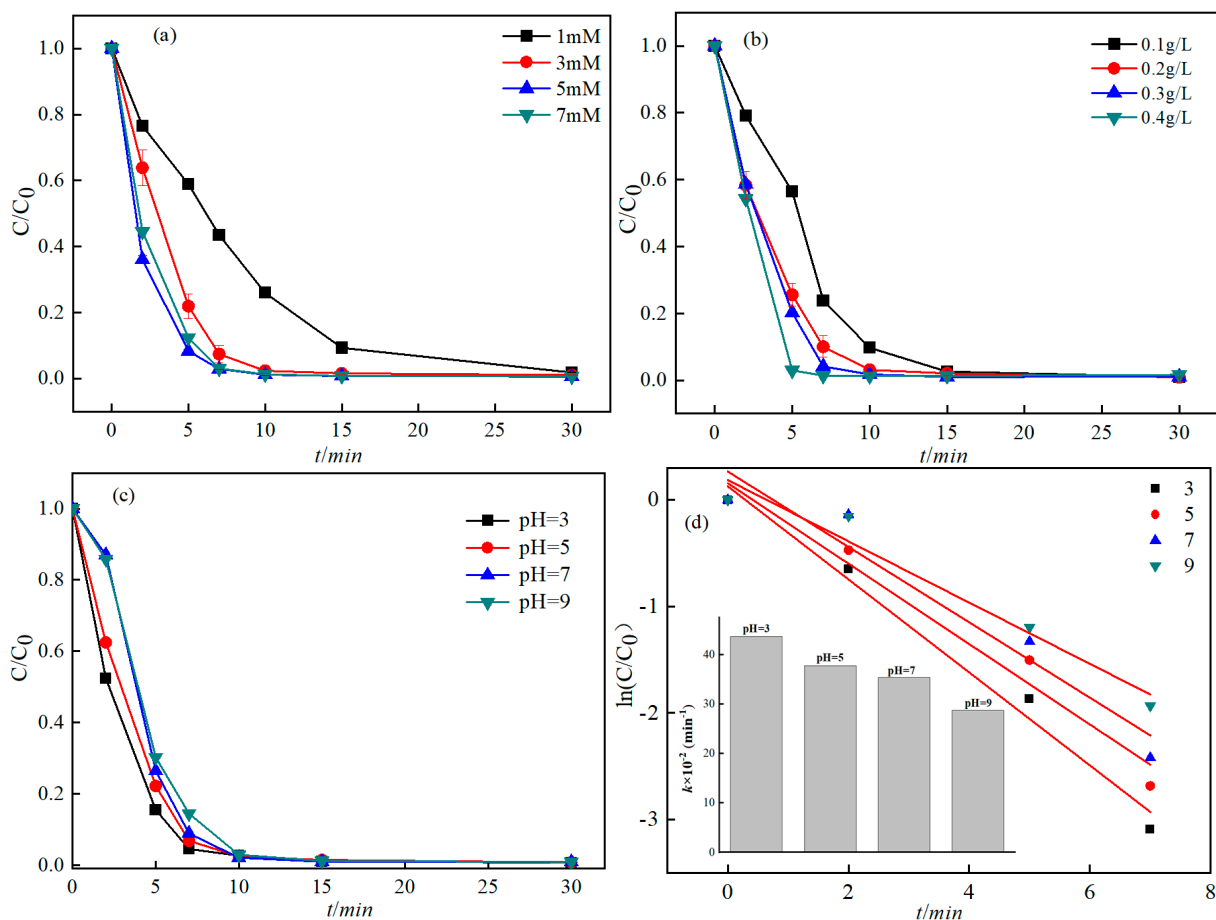 (a)
1mM
3mM
5mM
7mM
1.0
0.8
0.6
0.4
0.2
0.0
C/C₀
0 5 10 15 20 25 30
t/min
(b)
0.1g/L
0.2g/L
0.3g/L
0.4g/L
1.0
0.8
0.6
0.4
0.2
0.0
C/C₀
0 5 10 15 20 25 30
t/min
(c)
pH=3
pH=5
pH=7
pH=9
1.0
0.8
0.6
0.4
0.2
0.0
C/C₀
0 5 10 15 20 25 30
t/min
(d)
3
5
7
9
0
-1
-2
-3
ln(C/C₀)
pH=3
pH=5
pH=7
pH=9
40
30
20
10
0
k×10⁻² (min⁻¹)
0 2 4 6 8
t/min